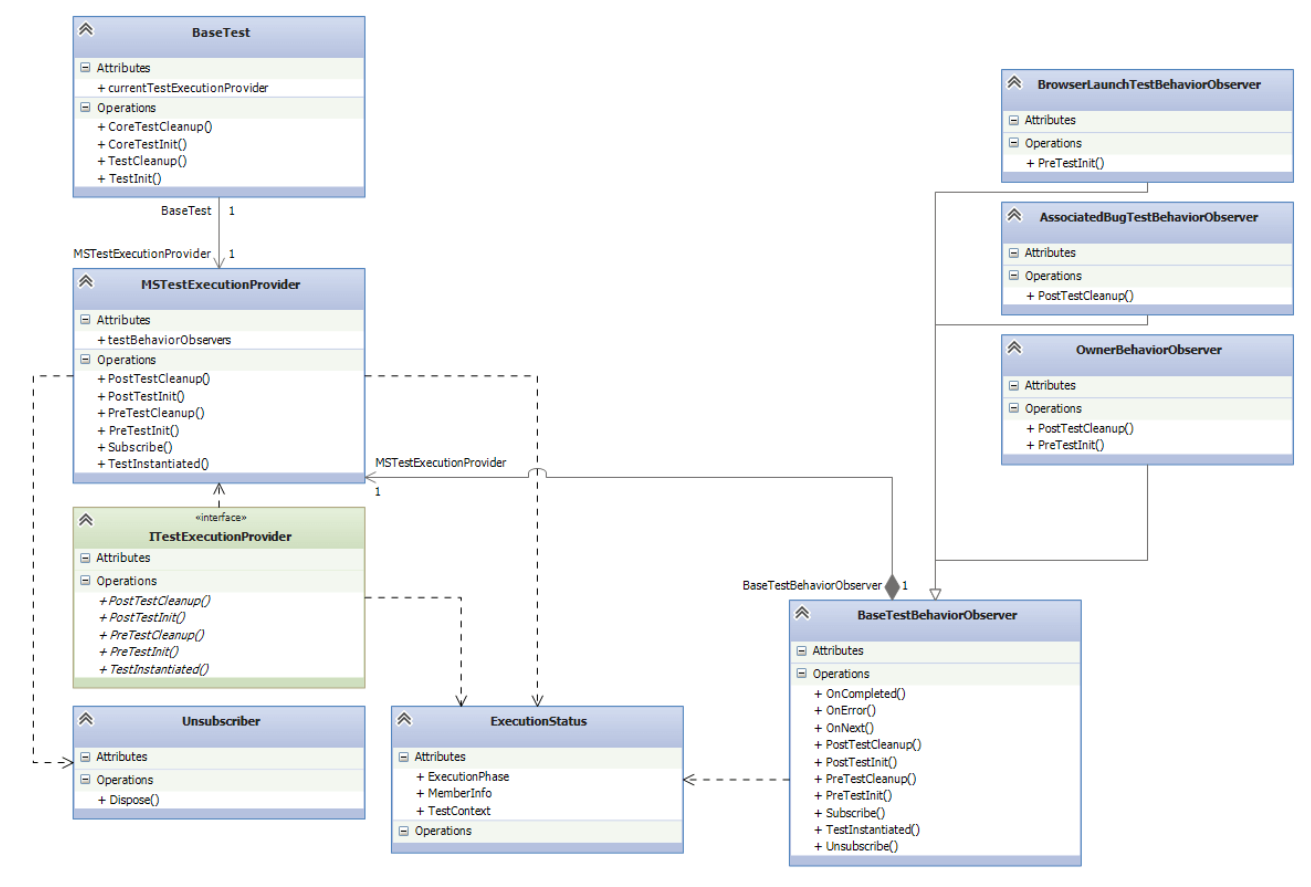 BaseTest
Attributes
+ currentTestExecutionProvider
Operations
+ CoreTestCleanup()
+ CoreTestInit()
+ TestCleanup()
+ TestInit()
BaseTest 1
MSTestExecutionProvider 1
MSTestExecutionProvider
Attributes
+ testBehaviorObservers
Operations
+ PostTestCleanup()
+ PostTestInit()
+ PreTestCleanup()
+ PreTestInit()
+ Subscribe()
+ TestInstantiated()
«interface»
ITestExecutionProvider
Attributes
Operations
+ PostTestCleanup()
+ PostTestInit()
+ PreTestCleanup()
+ PreTestInit()
+ TestInstantiated()
Unsubscriber
Attributes
Operations
+ Dispose()
MSTestExecutionProvider
1
ExecutionStatus
Attributes
+ ExecutionPhase
+ MemberInfo
+ TestContext
Operations
BrowserLaunchTestBehaviorObserver
Attributes
Operations
+ PreTestInit()
AssociatedBugTestBehaviorObserver
Attributes
Operations
+ PostTestCleanup()
OwnerBehaviorObserver
Attributes
Operations
+ PostTestCleanup()
+ PreTestInit()
BaseTestBehaviorObserver 1
BaseTestBehaviorObserver
Attributes
Operations
+ OnCompleted()
+ OnError()
+ OnNext()
+ PostTestCleanup()
+ PostTestInit()
+ PreTestCleanup()
+ PreTestInit()
+ Subscribe()
+ TestInstantiated()
+ Unsubscribe()